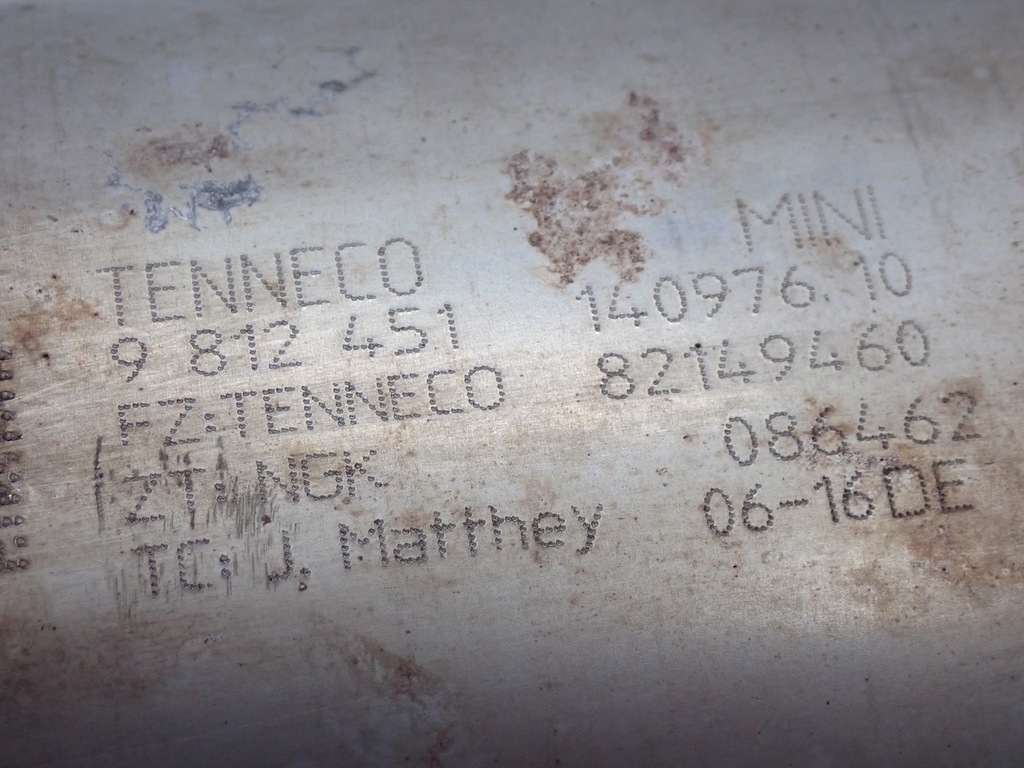 TENNECO MINI
9 812 451 140976.10
FZ:TENNECO 82149460
ZT: NGK 086462
TC: J. Matthey 06-16DE